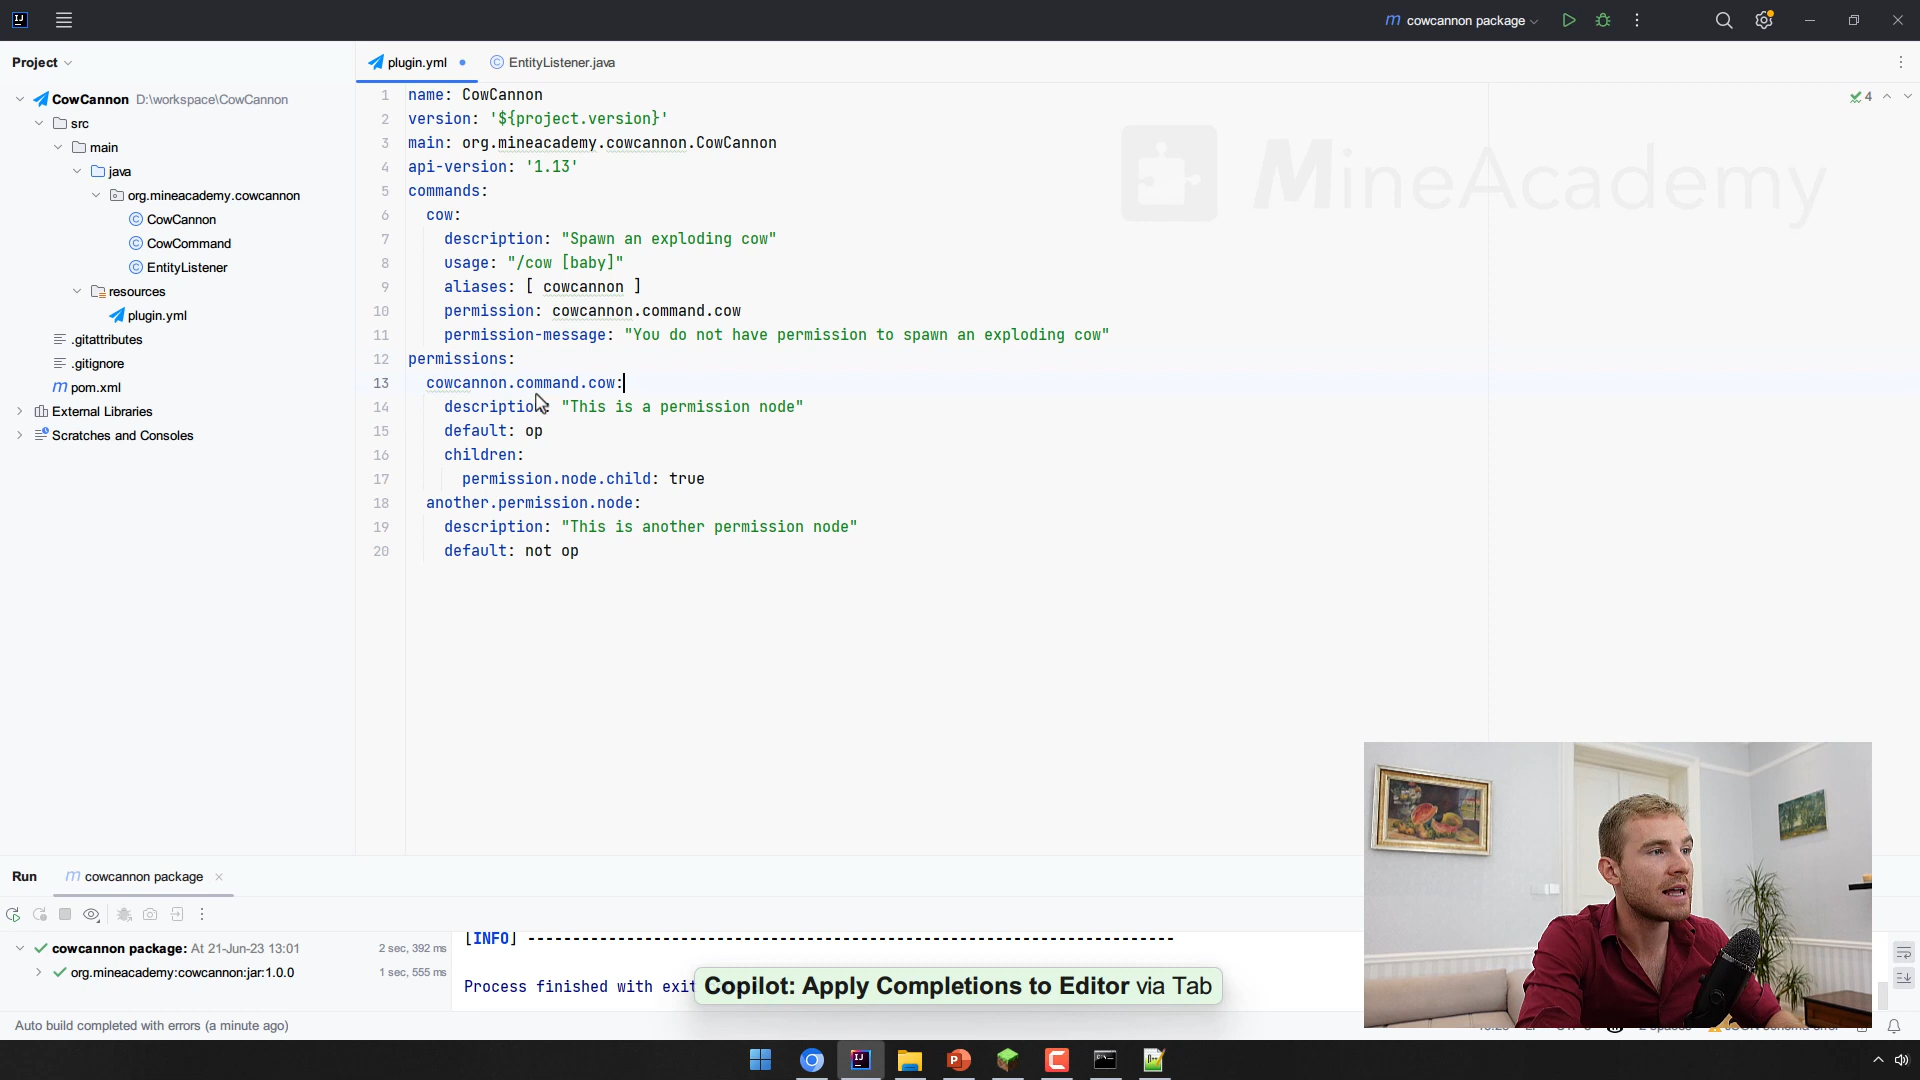 cowcannon package
Project
plugin.yml
EntityListener.java
CowCannon D:\workspace\CowCannon
src
main
java
org.mineacademy.cowcannon
CowCannon
CowCommand
EntityListener
resources
plugin.yml
.gitattributes
.gitignore
pom.xml
External Libraries
Scratches and Consoles
1 name: CowCannon
2 version: '${project.version}'
3 main: org.mineacademy.cowcannon.CowCannon
4 api-version: '1.13'
5 commands:
6 cow:
7 description: "Spawn an exploding cow"
8 usage: "/cow [baby]"
9 aliases: [ cowcannon ]
10 permission: cowcannon.command.cow
11 permission-message: "You do not have permission to spawn an exploding cow"
12 permissions:
13 cowcannon.command.cow:
14 description: "This is a permission node"
15 default: op
16 children:
17 permission.node.child: true
18 another.permission.node:
19 description: "This is another permission node"
20 default: not op
4
MineAcademy
Run
cowcannon package
cowcannon package: At 21-Jun-23 13:01
2 sec, 392 ms
org.mineacademy:cowcannon:jar:1.0.0
1 sec, 555 ms
[INFO] ------------------------------------------------------------------------
Process finished with exit
Copilot: Apply Completions to Editor via Tab
Auto build completed with errors (a minute ago)